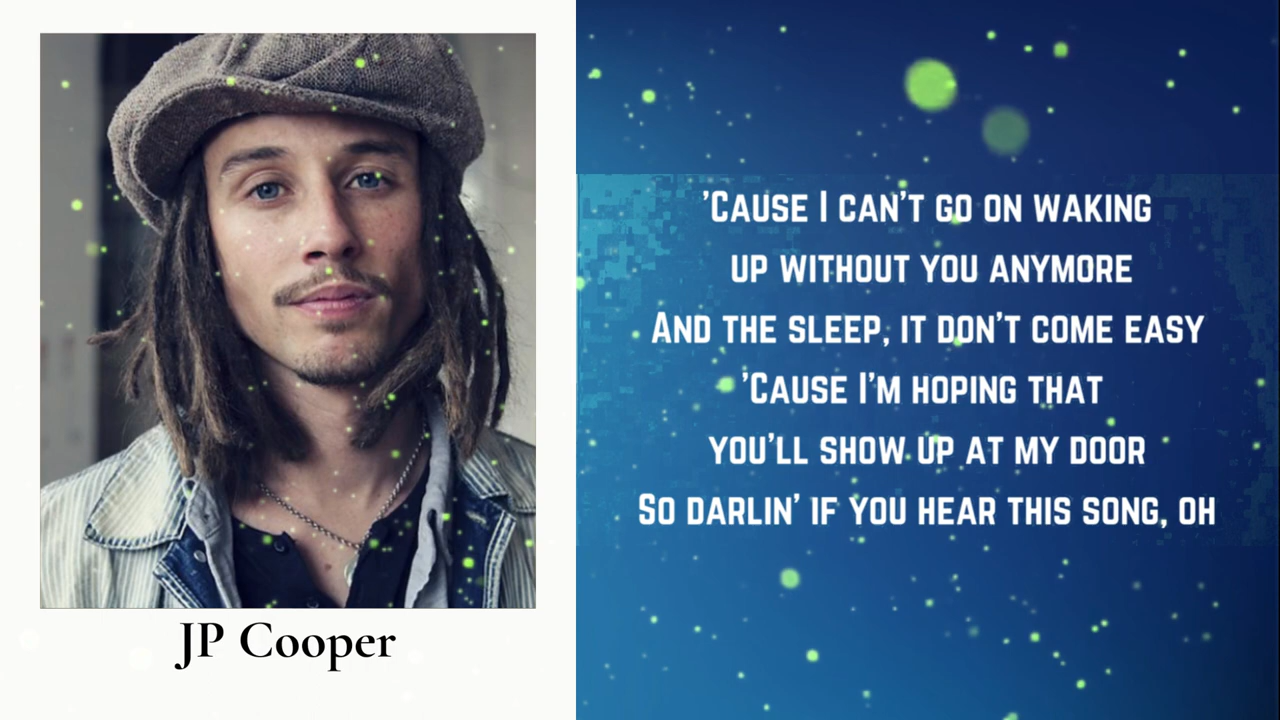 JP Cooper
'Cause I can't go on waking
up without you anymore
And the sleep, it don't come easy
'Cause I'm hoping that
you'll show up at my door
So darlin' if you hear this song, oh